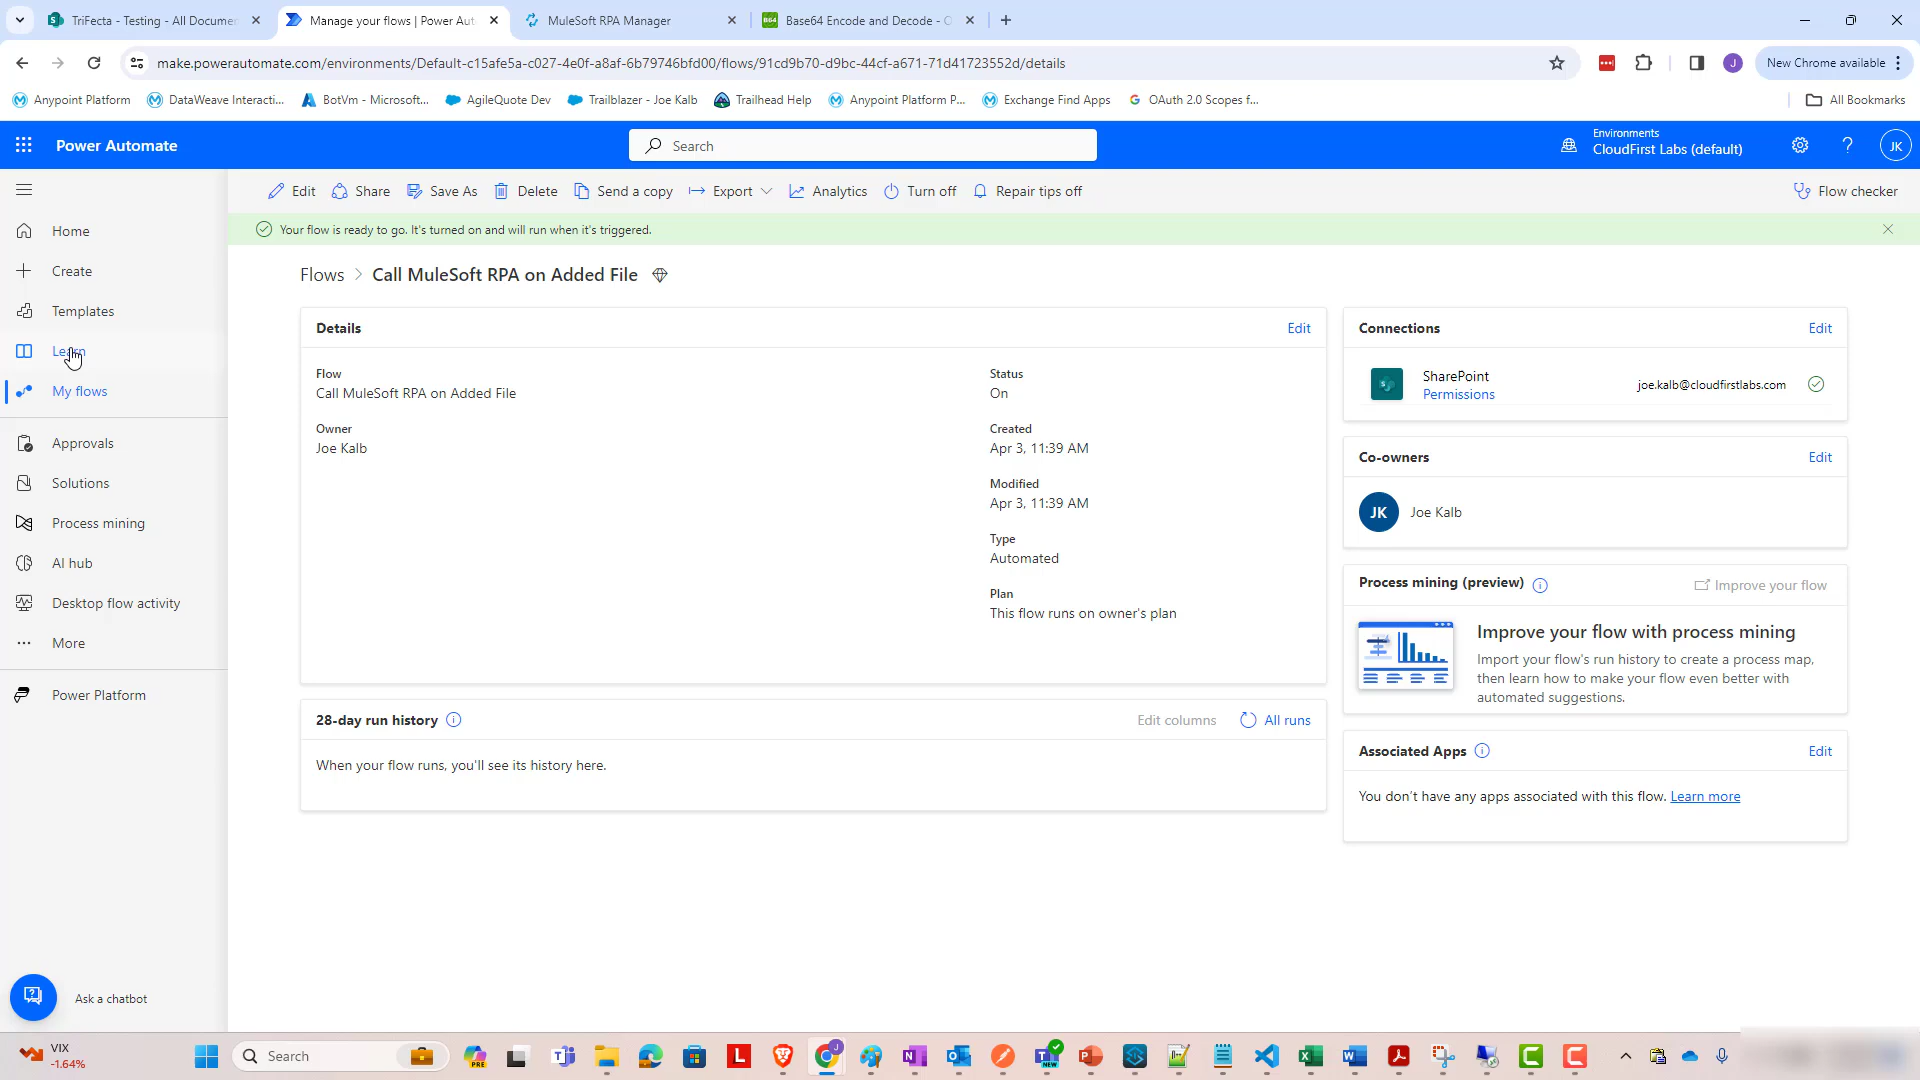 TriFecta - Testing - All Documen
Manage your flows | Power Aut
MuleSoft RPA Manager
B64
Base64 Encode and Decode - O
make.powerautomate.com/environments/Default-c15afe5a-c027-4e0f-a8af-6b79746bfd00/flows/91cd9b70-d9bc-44cf-a671-71d41723552d/details
J
New Chrome available
Anypoint Platform
DataWeave Interacti...
BotVm - Microsoft...
AgileQuote Dev
Trailblazer - Joe Kalb
Trailhead Help
Anypoint Platform P...
Exchange Find Apps
OAuth 2.0 Scopes f...
All Bookmarks
Power Automate
Search
Environments
CloudFirst Labs (default)
JK
Edit
Share
Save As
Delete
Send a copy
Export
Analytics
Turn off
Repair tips off
Flow checker
Your flow is ready to go. It's turned on and will run when it's triggered.
Home
Create
Templates
Learn
My flows
Approvals
Solutions
Process mining
AI hub
Desktop flow activity
More
Power Platform
Ask a chatbot
Flows > Call MuleSoft RPA on Added File
Details
Edit
Flow
Call MuleSoft RPA on Added File
Owner
Joe Kalb
Status
On
Created
Apr 3, 11:39 AM
Modified
Apr 3, 11:39 AM
Type
Automated
Plan
This flow runs on owner's plan
28-day run history
Edit columns
All runs
When your flow runs, you'll see its history here.
Connections
Edit
SharePoint
Permissions
joe.kalb@cloudfirstlabs.com
Co-owners
Edit
JK
Joe Kalb
Process mining (preview)
Improve your flow
Improve your flow with process mining
Import your flow's run history to create a process map,
then learn how to make your flow even better with
automated suggestions.
Associated Apps
Edit
You don't have any apps associated with this flow. Learn more
VIX
-1.64%
Search